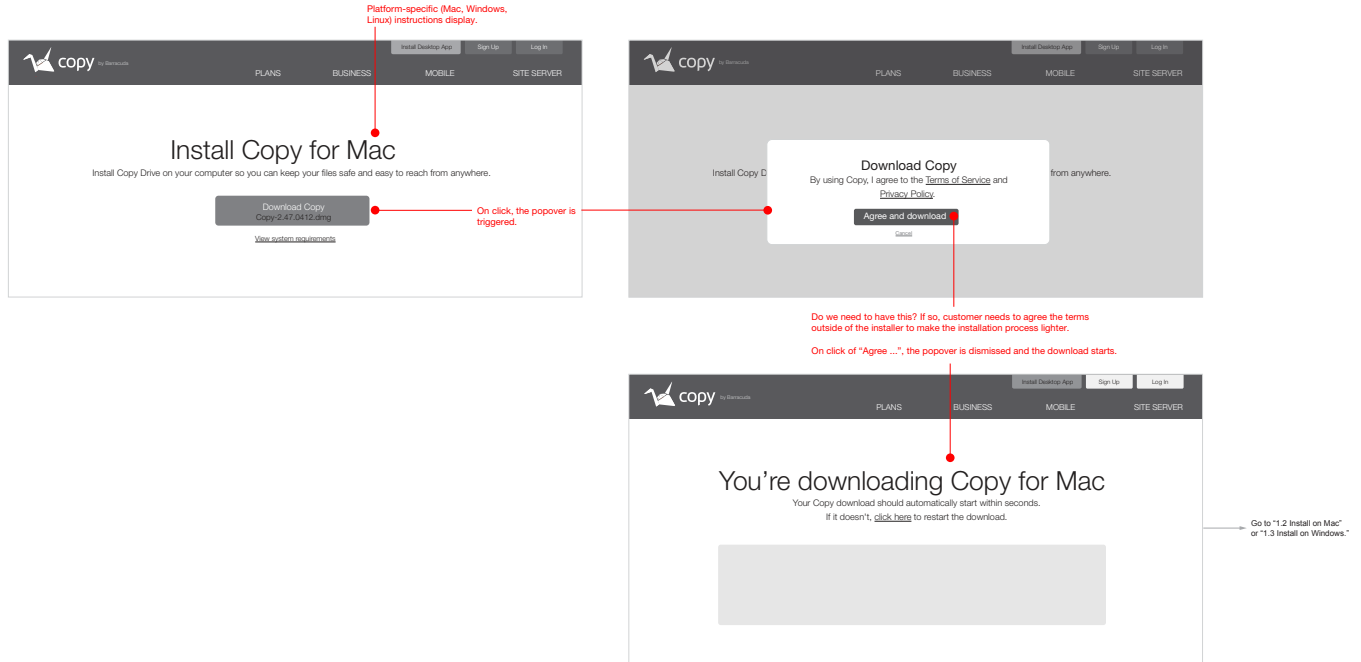 Platform-specific (Mac, Windows,
Linux) instructions display.
Install Desktop App Sign Up Log In
copy by Barracuda
PLANS BUSINESS MOBILE SITE SERVER
Install Copy for Mac
Install Copy Drive on your computer so you can keep your files safe and easy to reach from anywhere.
Download Copy
Copy-2.47.0412.dmg
View system requirements
On click, the popover is
triggered.
Install Desktop App Sign Up Log In
copy by Barracuda
PLANS BUSINESS MOBILE SITE SERVER
Install Copy D from anywhere.
Download Copy
By using Copy, I agree to the Terms of Service and
Privacy Policy.
Agree and download
Cancel
Do we need to have this? If so, customer needs to agree the terms
outside of the installer to make the installation process lighter.
On click of “Agree ...”, the popover is dismissed and the download starts.
Install Desktop App Sign Up Log In
copy by Barracuda
PLANS BUSINESS MOBILE SITE SERVER
You’re downloading Copy for Mac
Your Copy download should automatically start within seconds.
If it doesn’t, click here to restart the download.
Go to “1.2 Install on Mac”
or “1.3 Install on Windows.”